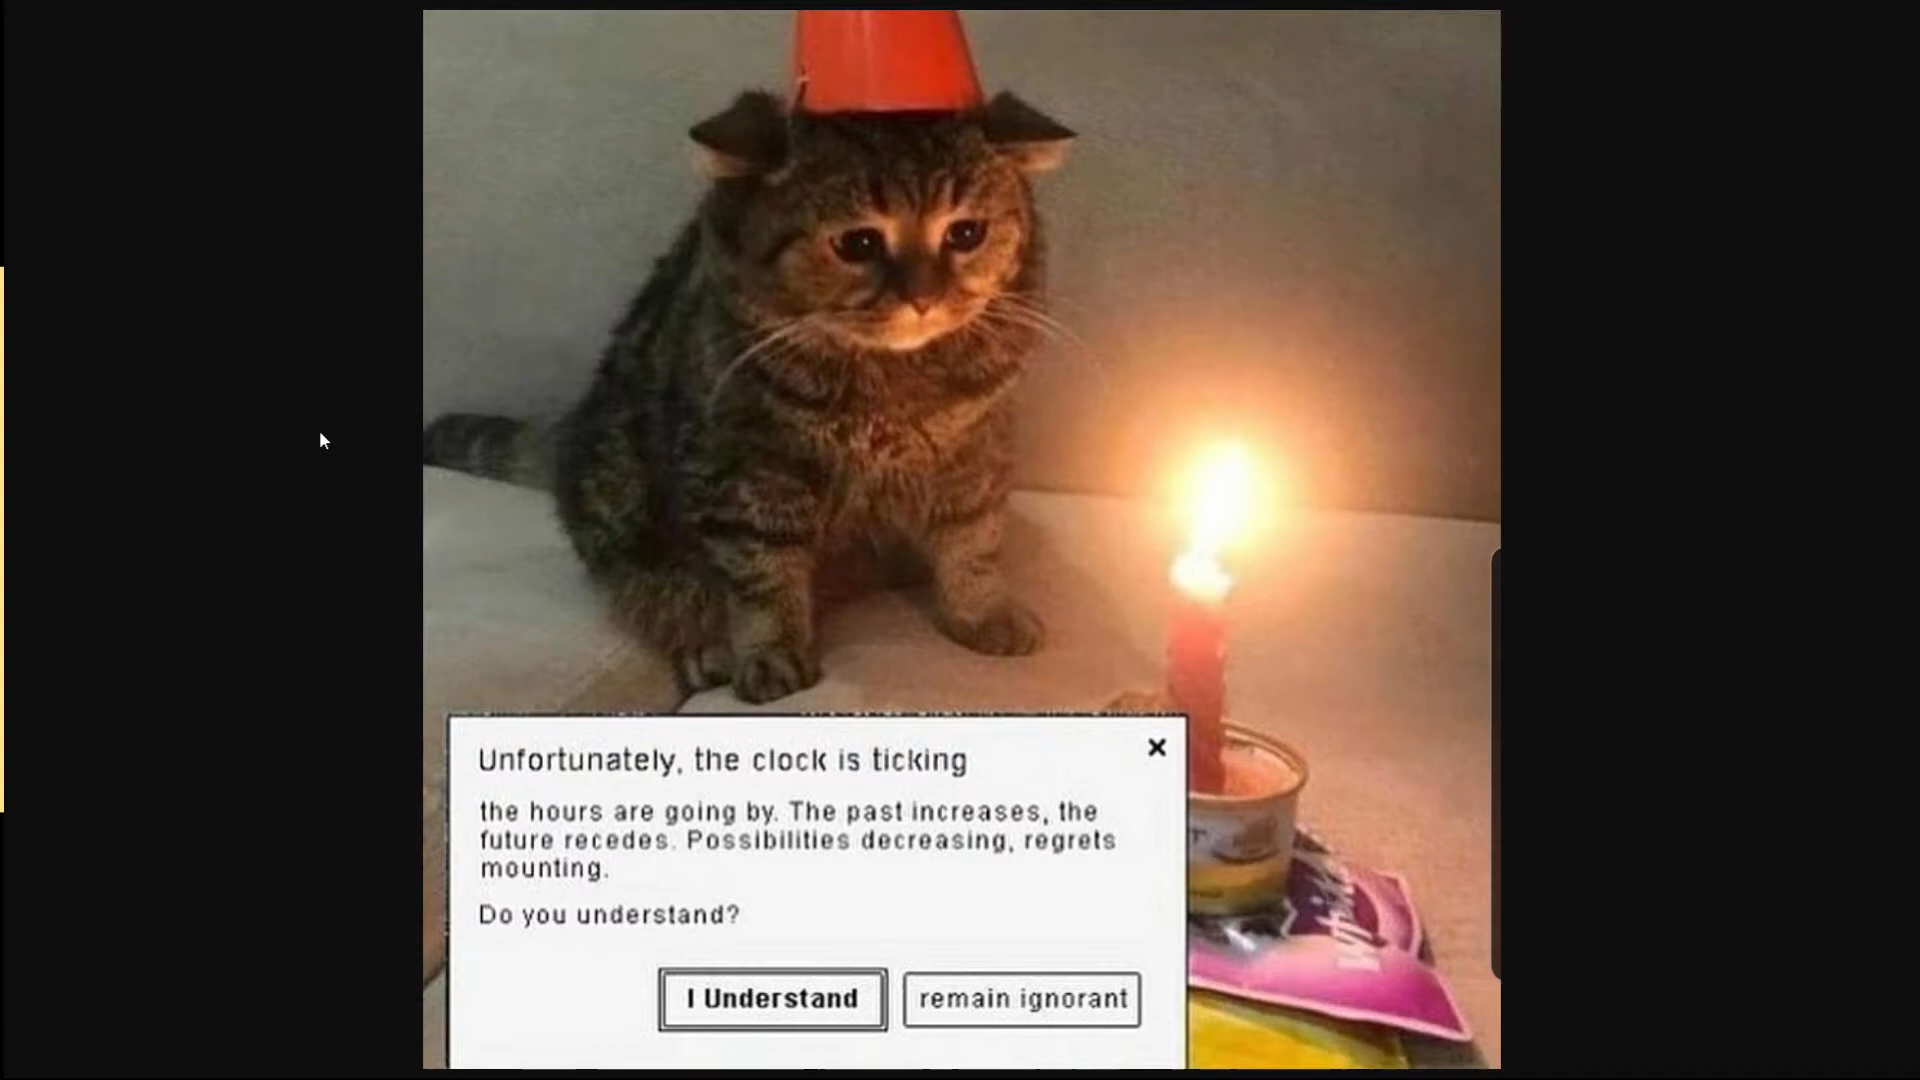 Unfortunately, the clock is ticking
the hours are going by. The past increases, the
future recedes. Possibilities decreasing, regrets
mounting.
Do you understand?
I Understand
remain ignorant